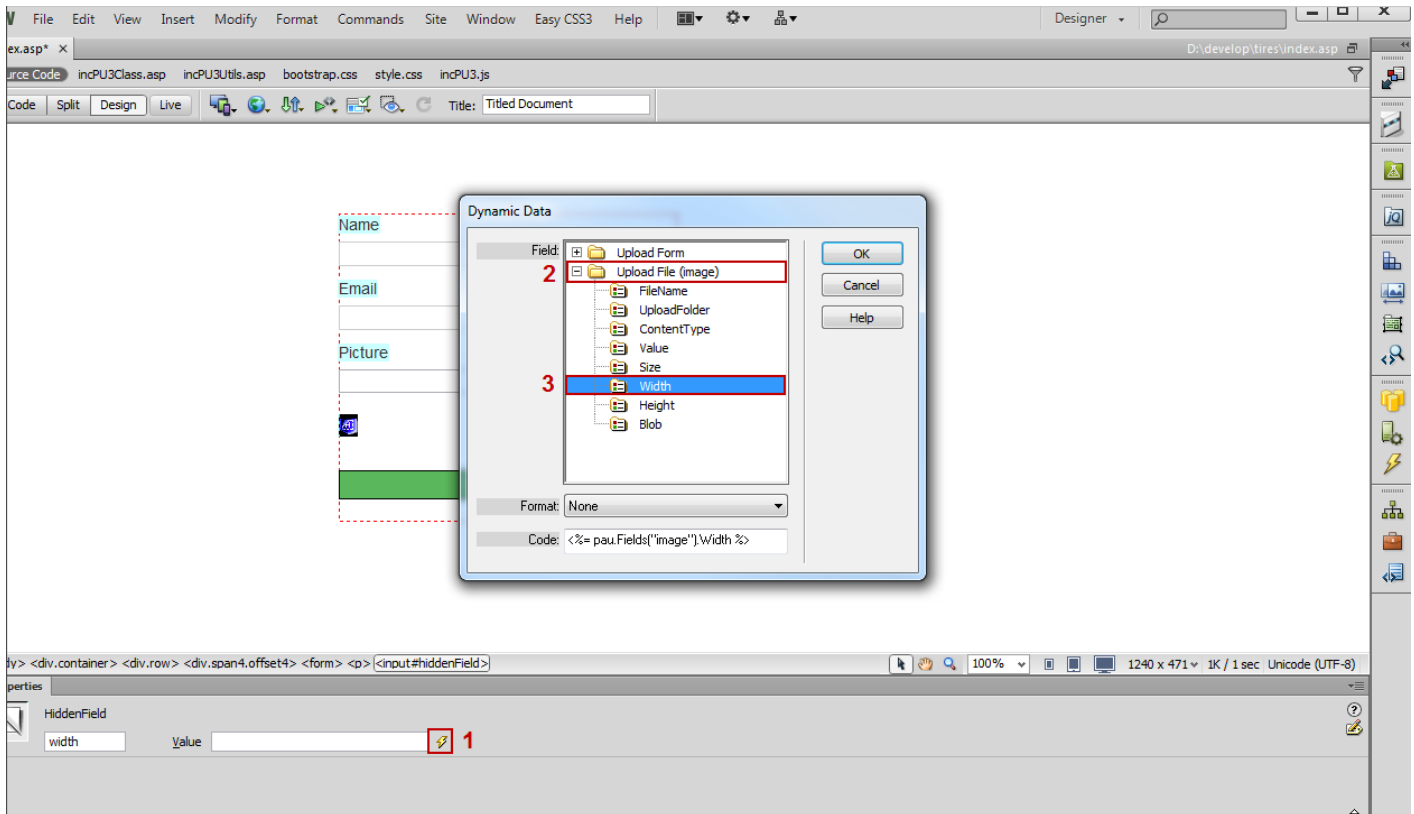 W File Edit View Insert Modify Format Commands Site Window Easy CSS3 Help Designer
ex.asp* D:\develop\tires\index.asp
urce Code incPU3Class.asp incPU3Utils.asp bootstrap.css style.css incPU3.js
Code Split Design Live Title: Titled Document
jQ
Dynamic Data
Name
Email
Picture
Field:
Upload Form
2 Upload File (image)
FileName
UploadFolder
ContentType
Value
Size
3 Width
Height
Blob
OK
Cancel
Help
Format: None
Code: <%= pau.Fields("image").Width %>
dy> <div.container> <div.row> <div.span4.offset4> <form> <p> <input#hiddenField> 100% 1240 x 471 1K / 1 sec Unicode (UTF-8)
perties
HiddenField
width Value 1